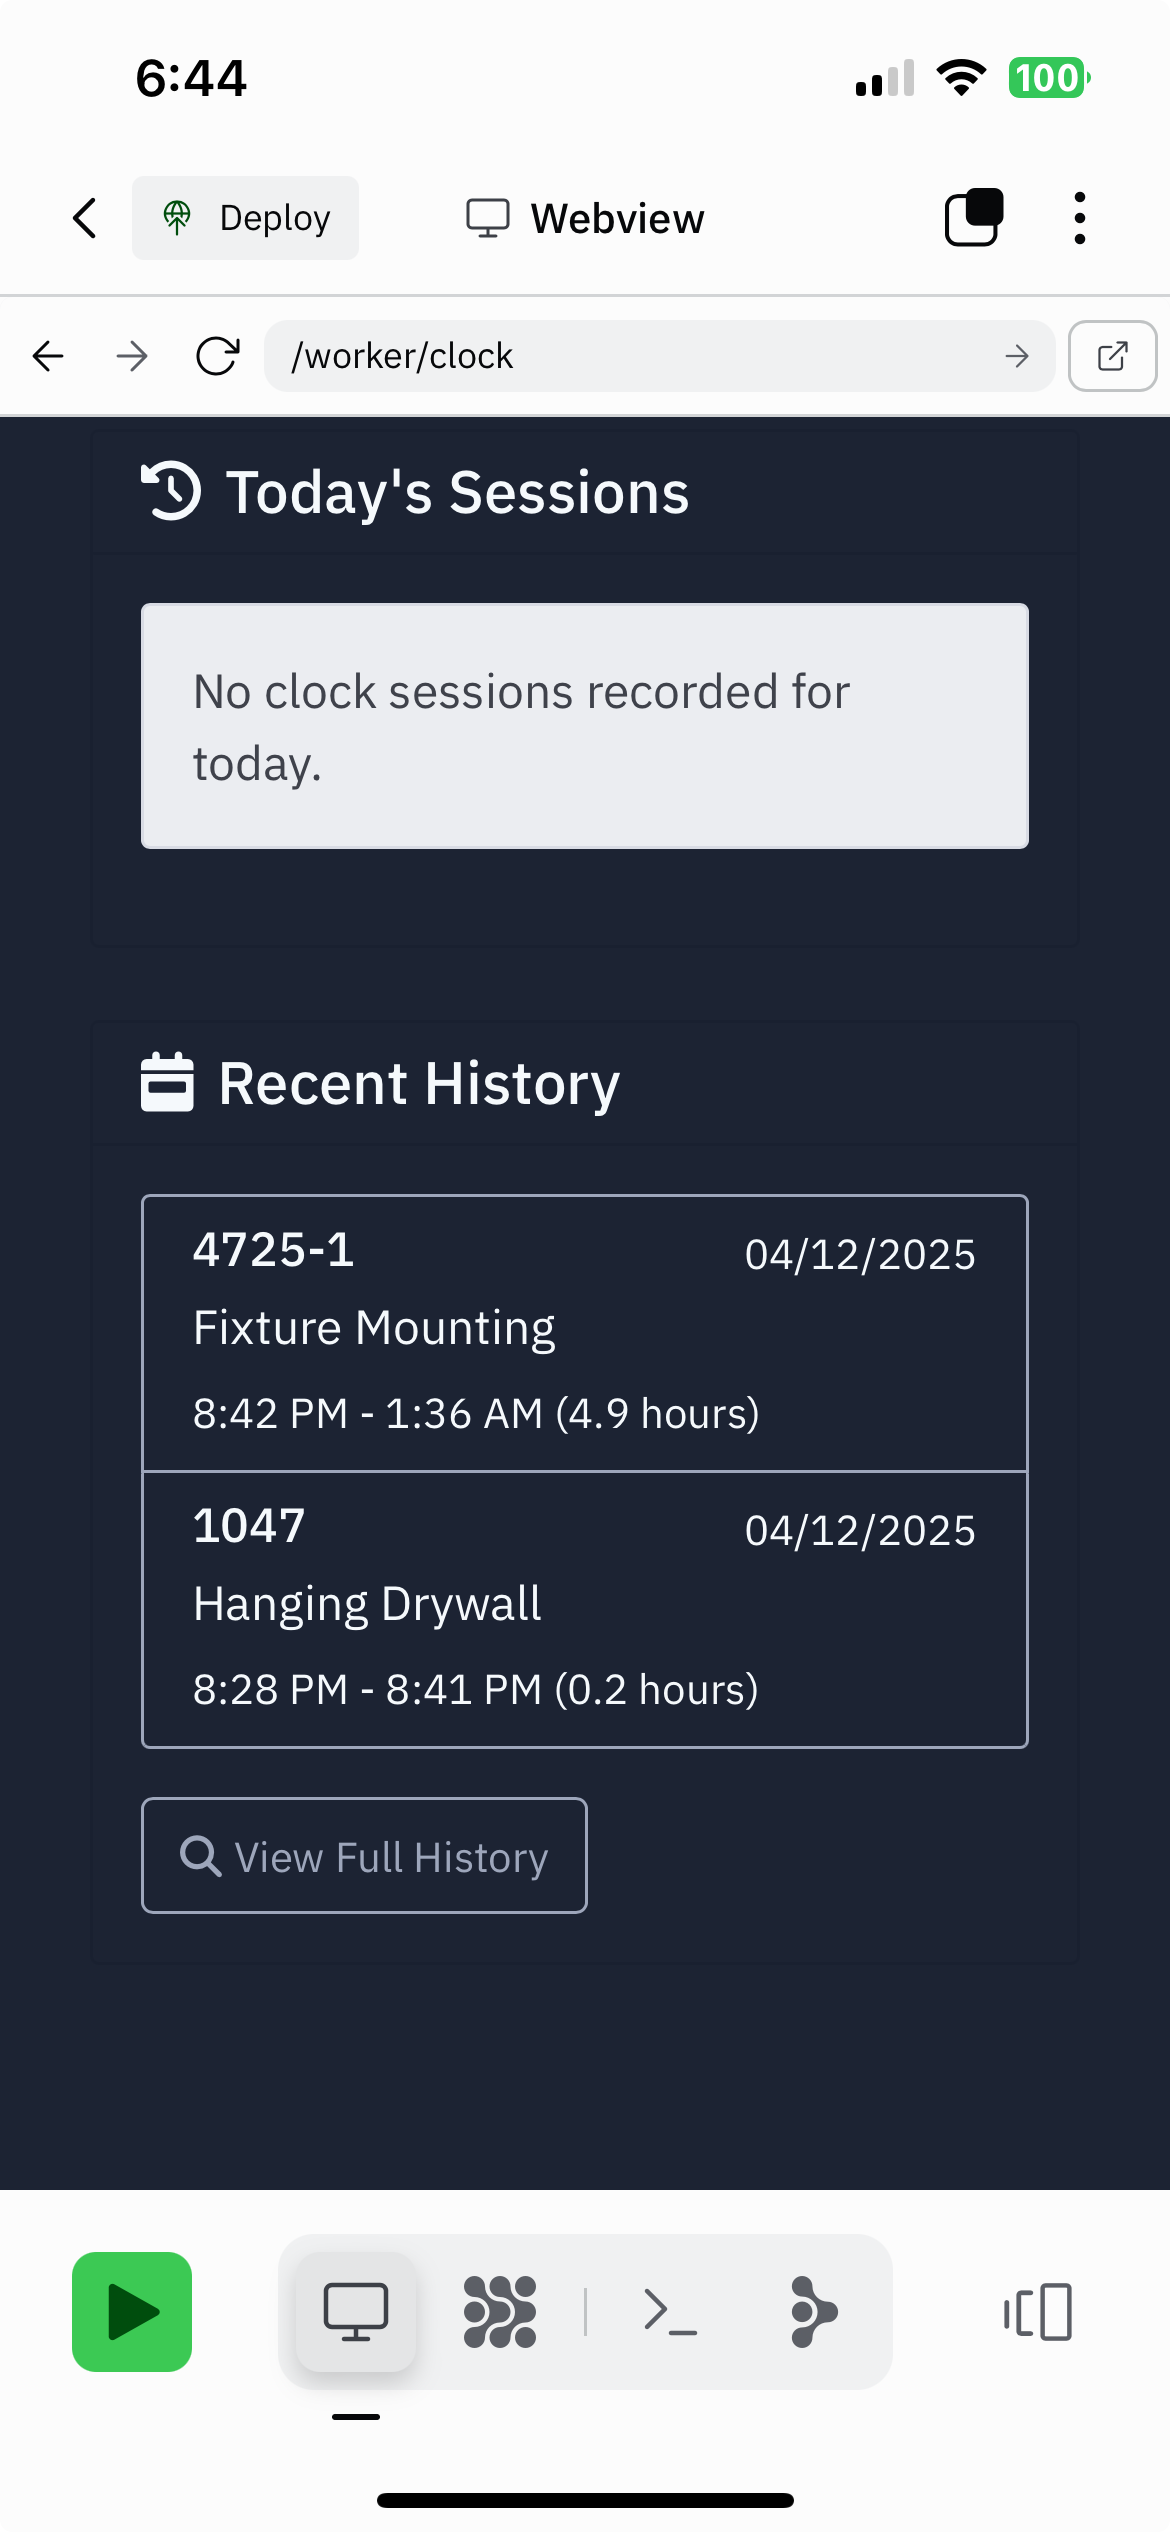 6:44
100
Deploy
Webview
/worker/clock
Today's Sessions
No clock sessions recorded for
today.
Recent History
4725-1
04/12/2025
Fixture Mounting
8:42 PM - 1:36 AM (4.9 hours)
1047
04/12/2025
Hanging Drywall
8:28 PM - 8:41 PM (0.2 hours)
View Full History